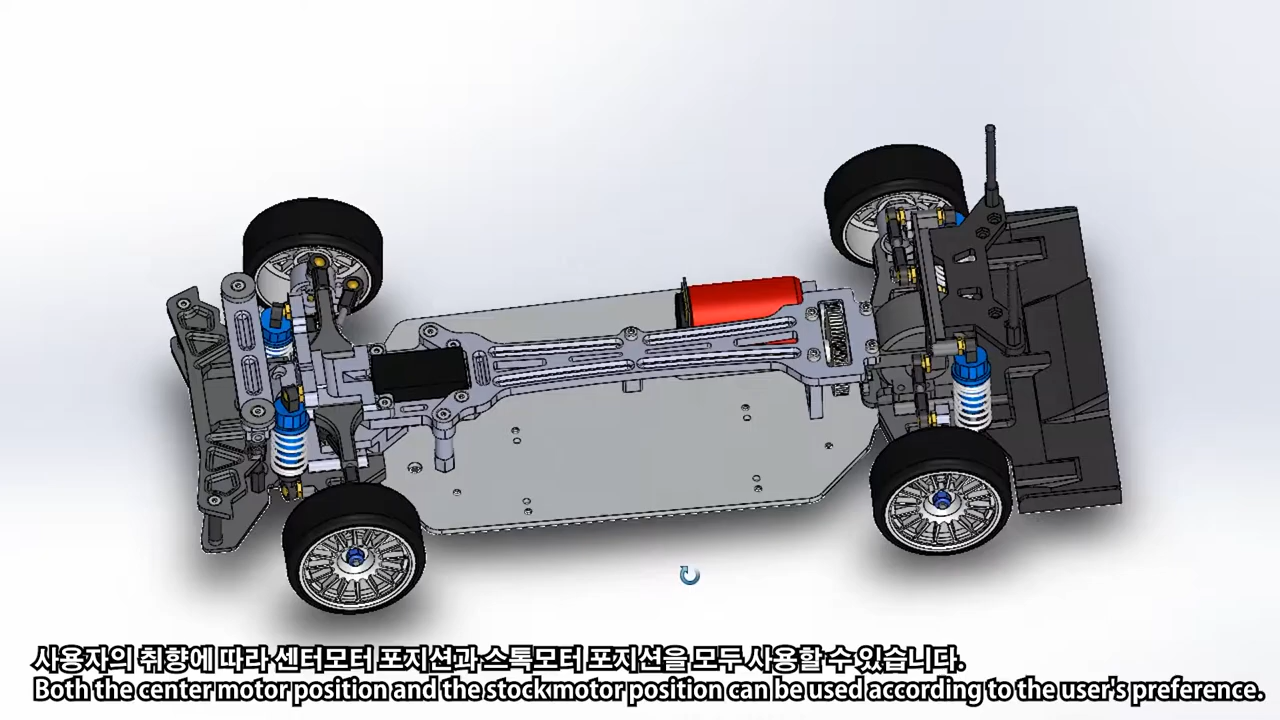 사용자의 취향에 따라 센터모터 포지션과 스톡모터 포지션을 모두 사용할 수 있습니다.
Both the center motor position and the stock motor position can be used according to the user's preference.